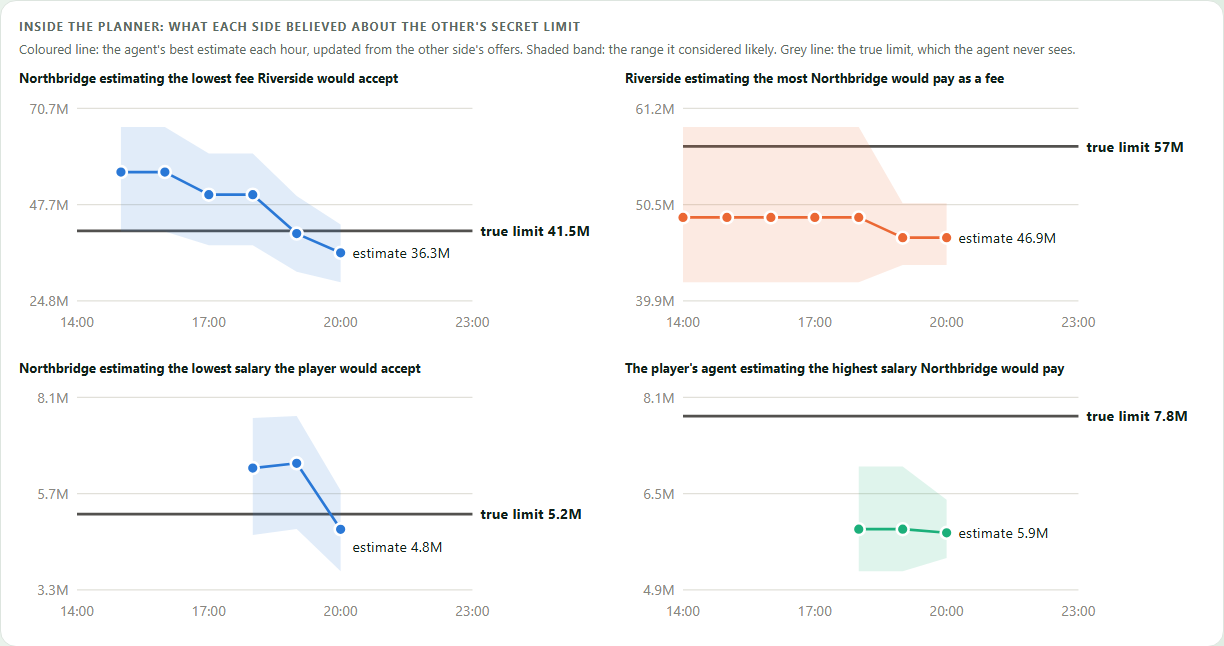 INSIDE THE PLANNER: WHAT EACH SIDE BELIEVED ABOUT THE OTHER'S SECRET LIMIT
Coloured line: the agent's best estimate each hour, updated from the other side's offers. Shaded band: the range it considered likely. Grey line: the true limit, which the agent never sees.
Northbridge estimating the lowest fee Riverside would accept
70.7M
47.7M
true limit 41.5M
estimate 36.3M
24.8M
14:00 17:00 20:00 23:00
Riverside estimating the most Northbridge would pay as a fee
61.2M
true limit 57M
50.5M
estimate 46.9M
39.9M
14:00 17:00 20:00 23:00
Northbridge estimating the lowest salary the player would accept
8.1M
5.7M
true limit 5.2M
estimate 4.8M
3.3M
14:00 17:00 20:00 23:00
The player's agent estimating the highest salary Northbridge would pay
8.1M
true limit 7.8M
6.5M
estimate 5.9M
4.9M
14:00 17:00 20:00 23:00